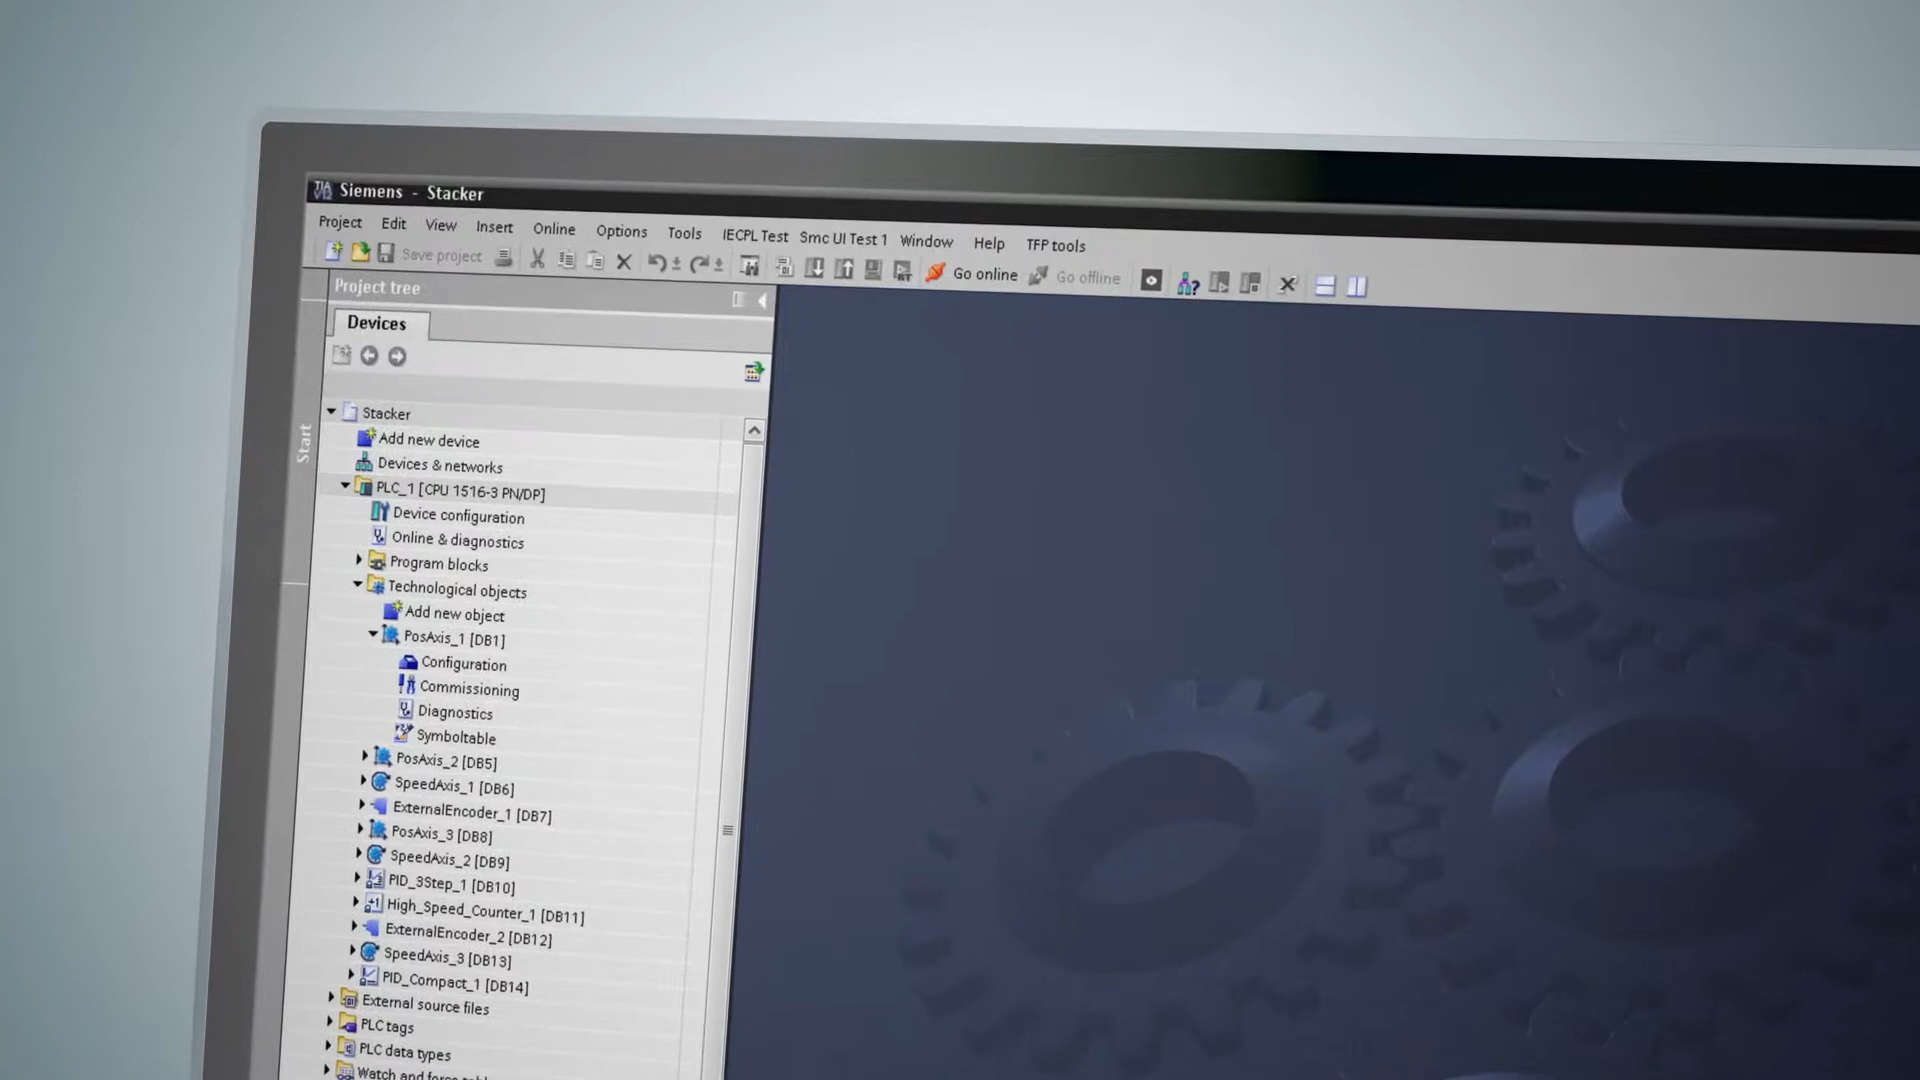 Siemens - Stacker
Project Edit View Insert Online Options Tools IECPL Test Smc UI Test 1 Window Help TFP tools
Save project Go online Go offline
Project tree
Devices
Start
Stacker
Add new device
Devices & networks
PLC_1 [CPU 1516-3 PN/DP]
Device configuration
Online & diagnostics
Program blocks
Technological objects
Add new object
PosAxis_1 [DB1]
Configuration
Commissioning
Diagnostics
Symboltable
PosAxis_2 [DB5]
SpeedAxis_1 [DB6]
ExternalEncoder_1 [DB7]
PosAxis_3 [DB8]
SpeedAxis_2 [DB9]
PID_3Step_1 [DB10]
High_Speed_Counter_1 [DB11]
ExternalEncoder_2 [DB12]
SpeedAxis_3 [DB13]
PID_Compact_1 [DB14]
External source files
PLC tags
PLC data types
Watch and force